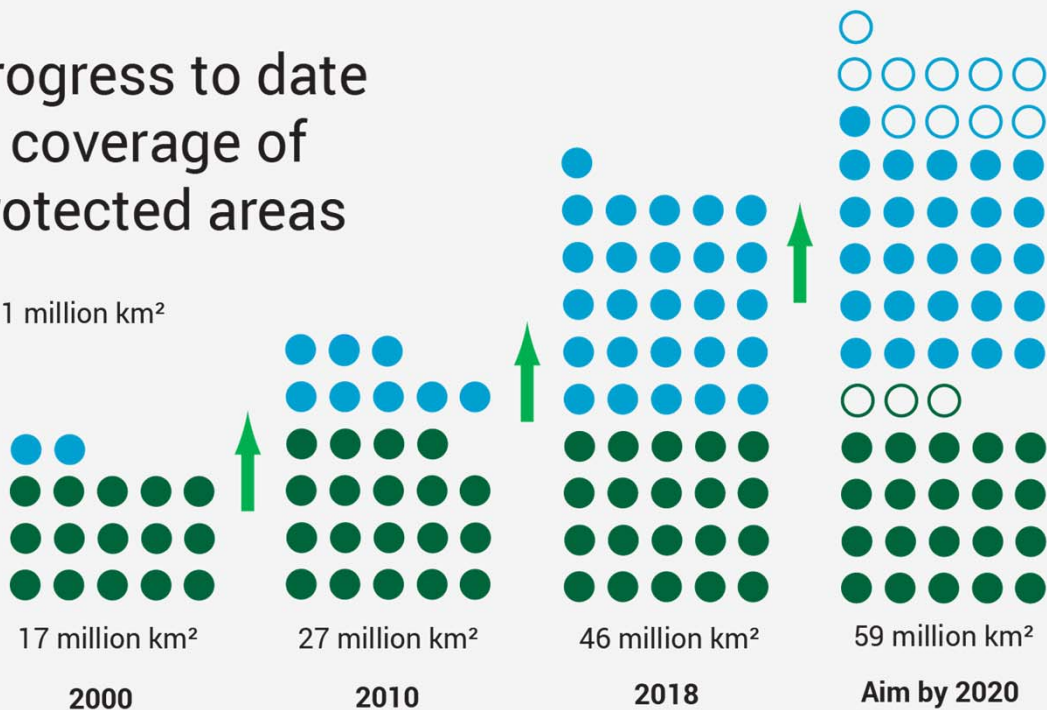 rogress to date
coverage of
rotected areas
1 million km²
17 million km²
27 million km²
46 million km²
59 million km²
2000
2010
2018
Aim by 2020